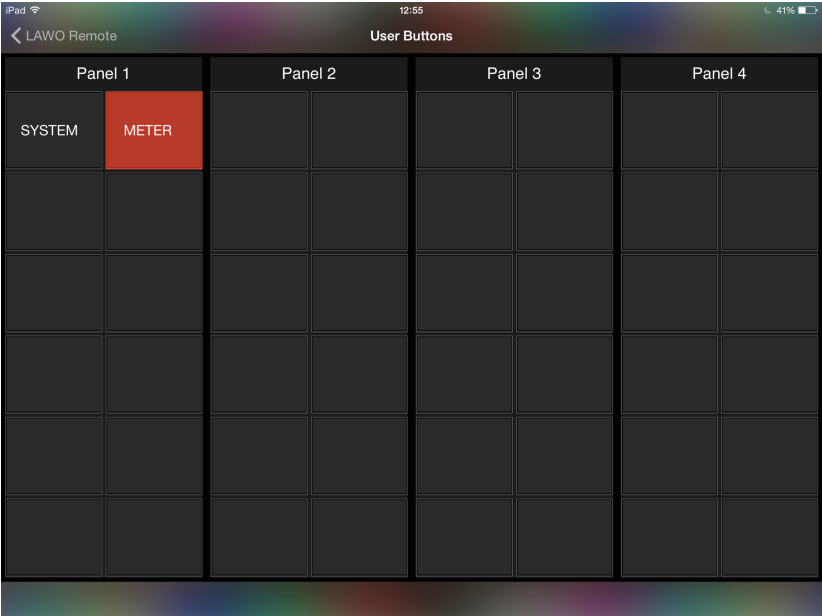 iPad 12:55 41%
LAWO Remote User Buttons
Panel 1 Panel 2 Panel 3 Panel 4
SYSTEM METER